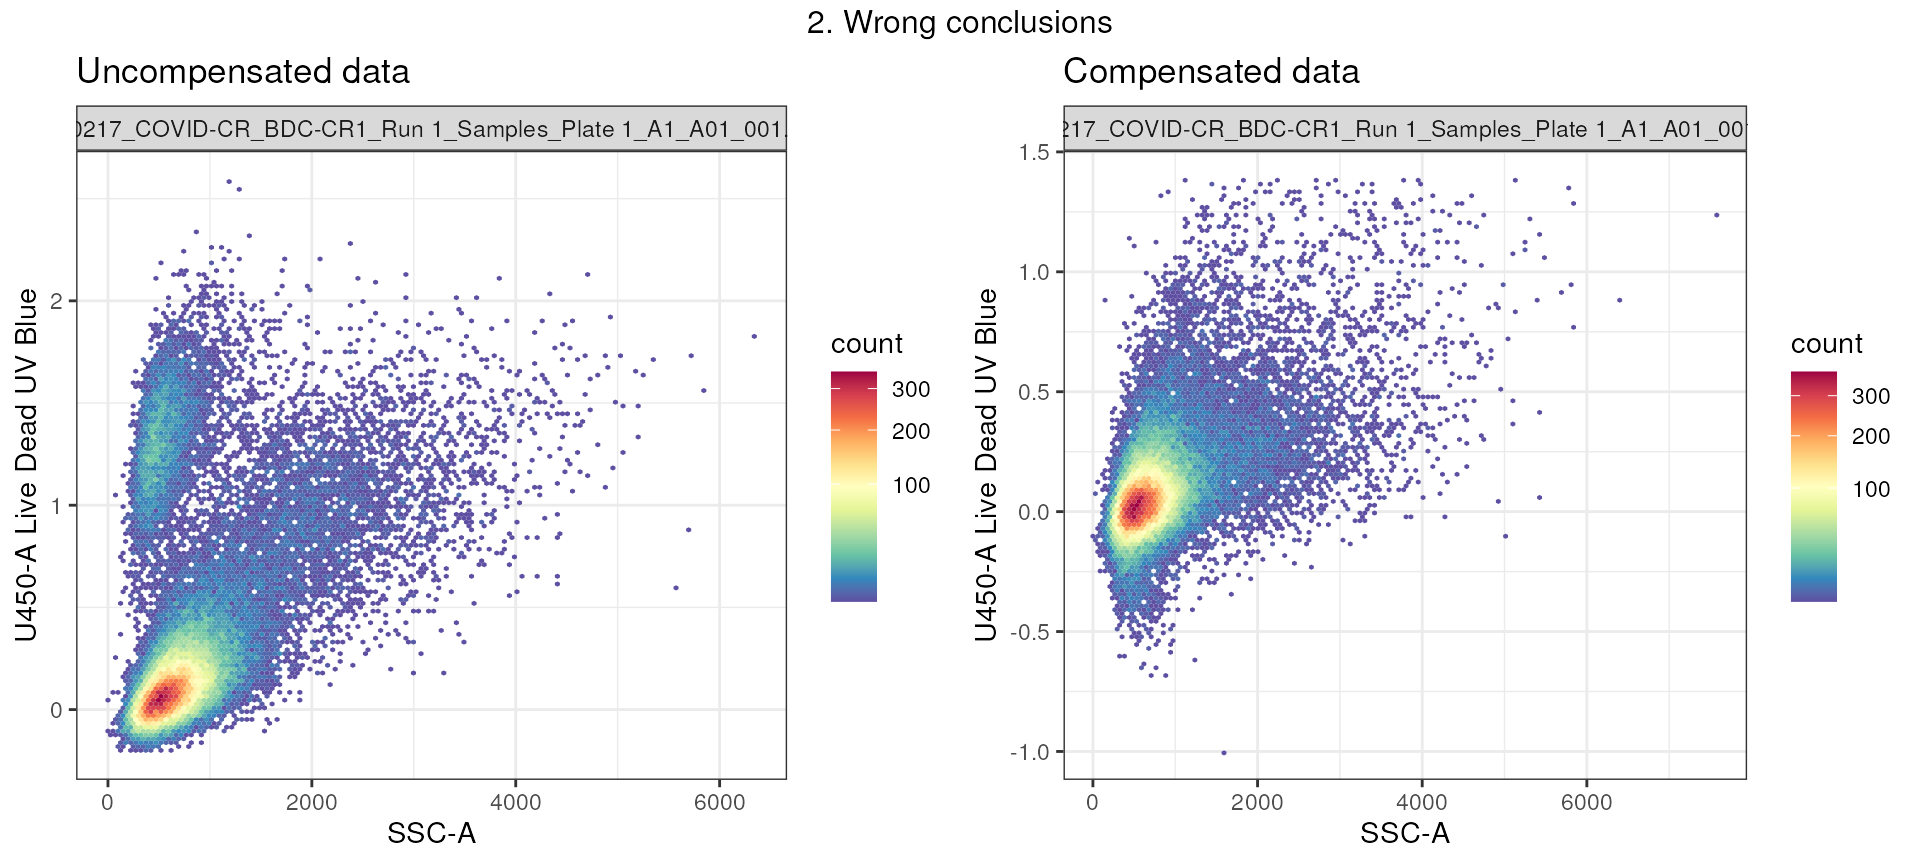 2. Wrong conclusions
Uncompensated data
0217_COVID-CR_BDC-CR1_Run 1_Samples_Plate 1_A1_A01_001.
2
1
0
U450-A Live Dead UV Blue
0 2000 4000 6000
SSC-A
count
300
200
100
Compensated data
217_COVID-CR_BDC-CR1_Run 1_Samples_Plate 1_A1_A01_00
1.5
1.0
0.5
0.0
-0.5
-1.0
U450-A Live Dead UV Blue
0 2000 4000 6000
SSC-A
count
300
200
100